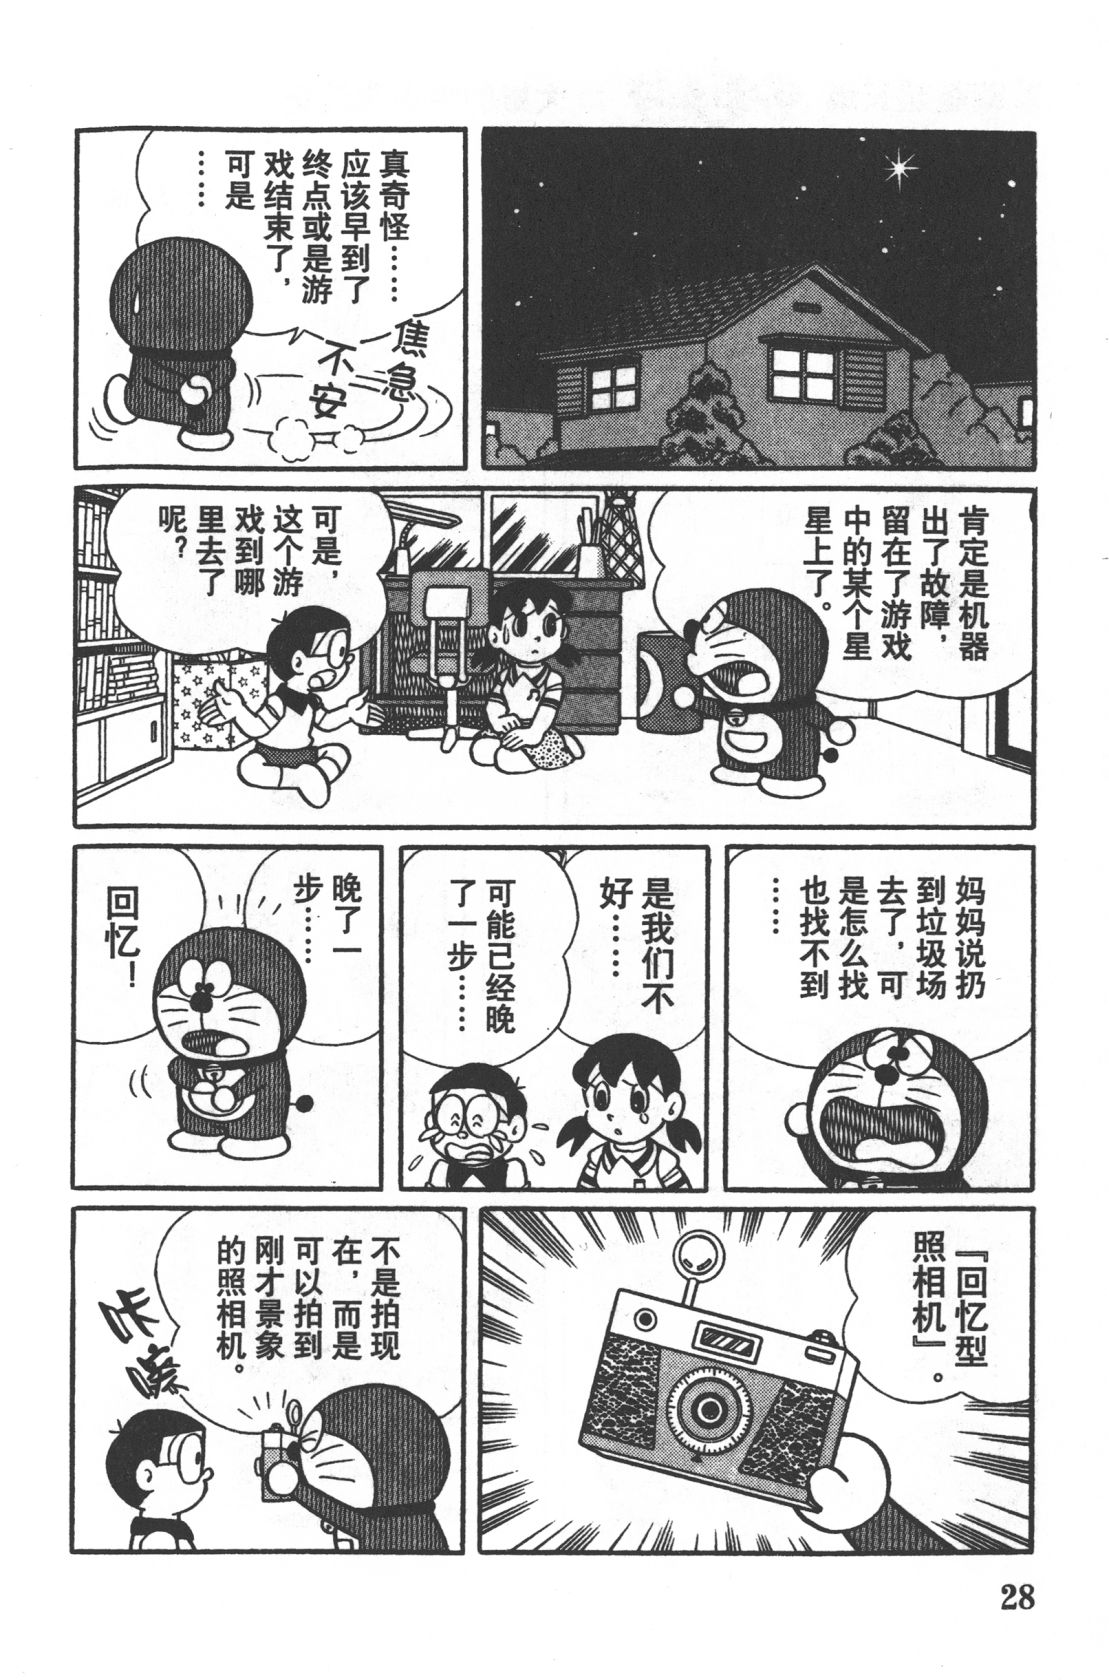 真奇怪……
应该早到了
终点或是游
戏结束了，
可是
……
焦急
不安
肯定是机器
出了故障，
留在了游戏
中的某个星
星上了。
可是，
这个游
戏到哪
里去了
呢？
妈妈说扔
到垃圾场
去了，可
是怎么找
也找不到
……
是我们不
好……
可能已经晚
了一步……
晚了一
步……
回忆！
『回忆型
照相机』。
不是拍现
在，而是
可以拍到
刚才景象
的照相机。
咔
28